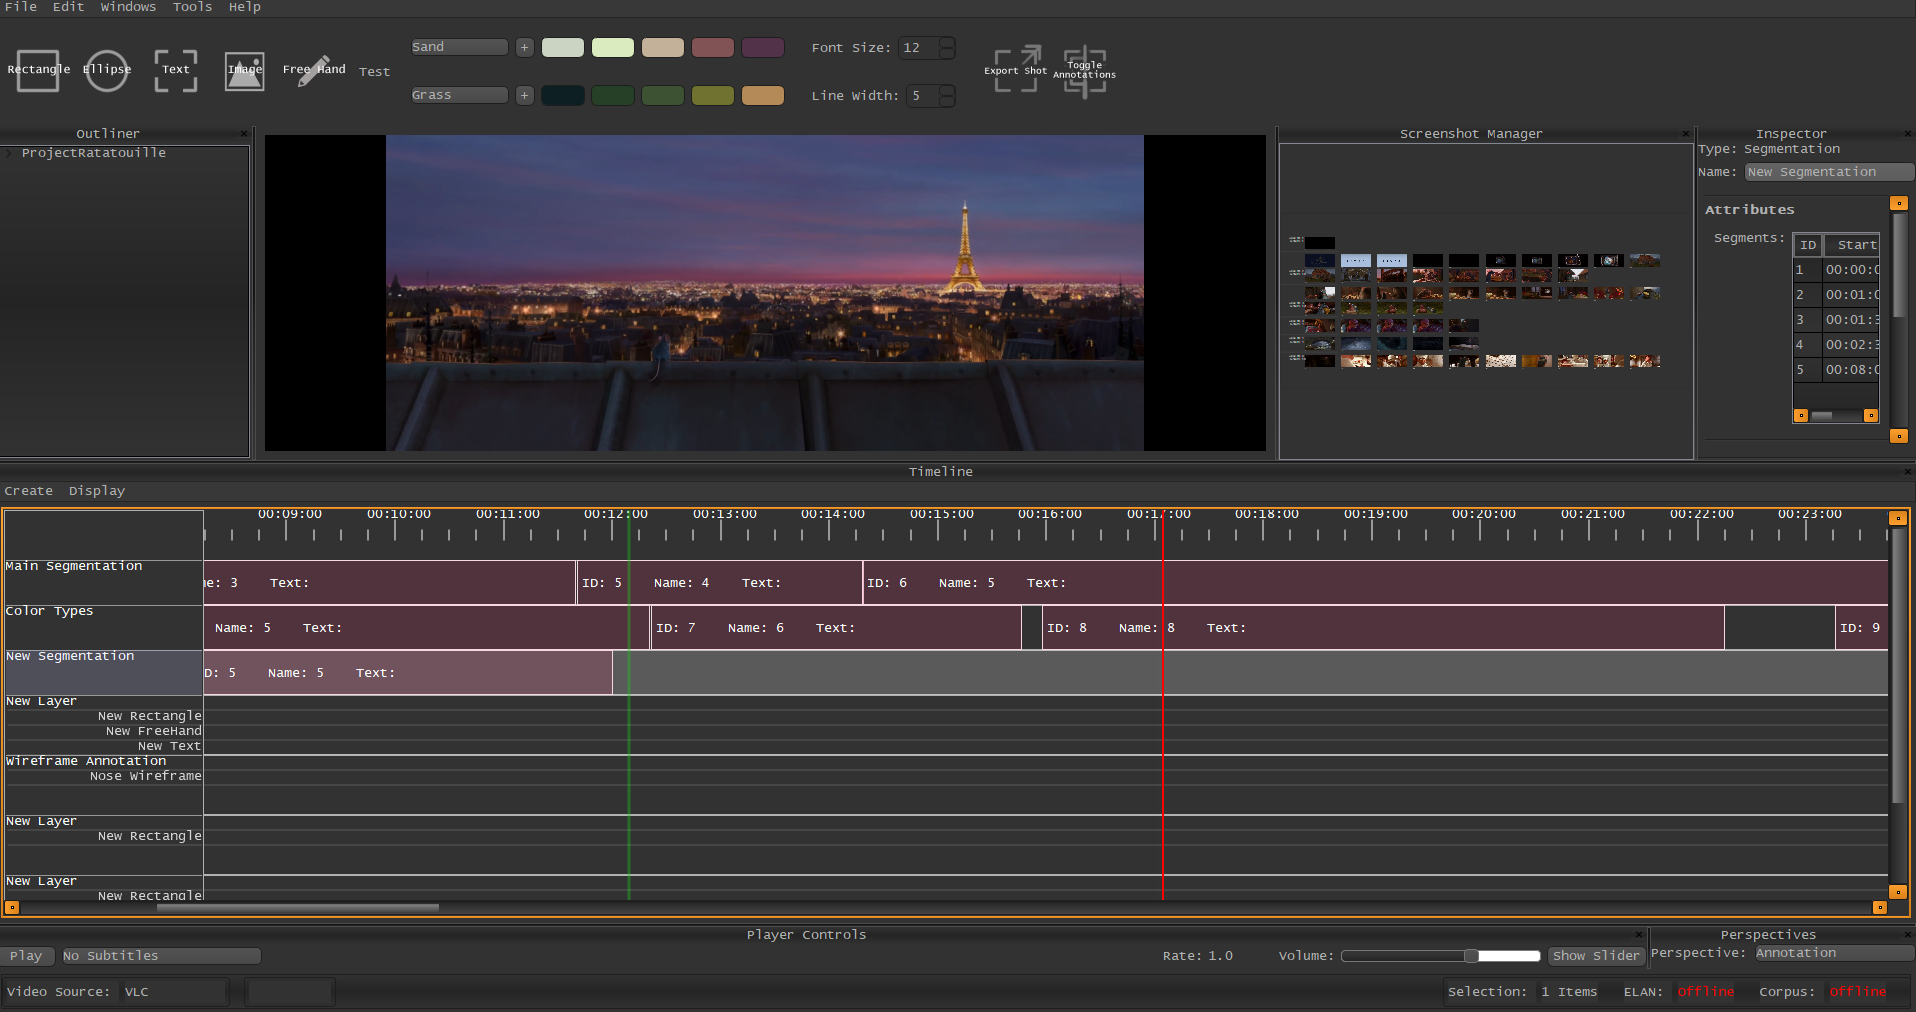 File Edit Windows Tools Help
Rectangle Ellipse Text Image Free Hand Test
Sand + Font Size: 12
Grass + Line Width: 5
Export Shot Toggle Annotations
Outliner × Screenshot Manager × Inspector ×
ProjectRatatouille
Type: Segmentation
Name: New Segmentation
Attributes
Segments: ID Start
1 00:00:0
2 00:01:0
3 00:01:3
4 00:02:3
5 00:08:0
Timeline ×
Create Display
00:09:00 00:10:00 00:11:00 00:12:00 00:13:00 00:14:00 00:15:00 00:16:00 00:17:00 00:18:00 00:19:00 00:20:00 00:21:00 00:22:00 00:23:00
Main Segmentation
e: 3 Text: ID: 5 Name: 4 Text: ID: 6 Name: 5 Text:
Color Types
Name: 5 Text: ID: 7 Name: 6 Text: ID: 8 Name: 8 Text: ID: 9
New Segmentation
D: 5 Name: 5 Text:
New Layer
New Rectangle
New FreeHand
New Text
Wireframe Annotation
Nose Wireframe
New Layer
New Rectangle
New Layer
New Rectangle
Player Controls × Perspectives ×
Play No Subtitles Rate: 1.0 Volume: Show Slider Perspective: Annotation
Video Source: VLC Selection: 1 Items ELAN: Offline Corpus: Offline